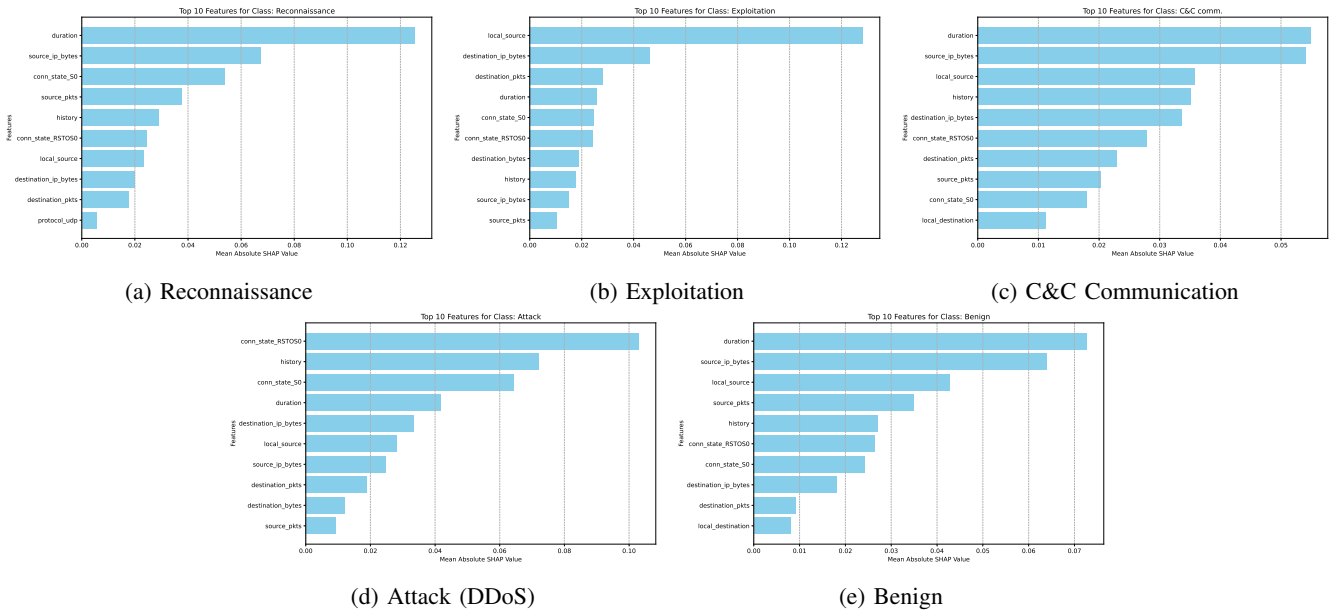 Top 10 Features for Class: Reconnaissance
Features
duration
source_ip_bytes
conn_state_S0
source_pkts
history
conn_state_RSTOS0
local_source
destination_ip_bytes
destination_pkts
protocol_udp
0.00 0.02 0.04 0.06 0.08 0.10 0.12
Mean Absolute SHAP Value
(a) Reconnaissance
Top 10 Features for Class: Exploitation
Features
local_source
destination_ip_bytes
destination_pkts
duration
conn_state_S0
conn_state_RSTOS0
destination_bytes
history
source_ip_bytes
source_pkts
0.00 0.02 0.04 0.06 0.08 0.10 0.12
Mean Absolute SHAP Value
(b) Exploitation
Top 10 Features for Class: C&C comm.
Features
duration
source_ip_bytes
local_source
history
destination_ip_bytes
conn_state_RSTOS0
destination_pkts
source_pkts
conn_state_S0
local_destination
0.00 0.01 0.02 0.03 0.04 0.05
Mean Absolute SHAP Value
(c) C&C Communication
Top 10 Features for Class: Attack
Features
conn_state_RSTOS0
history
conn_state_S0
duration
destination_ip_bytes
local_source
source_ip_bytes
destination_pkts
destination_bytes
source_pkts
0.00 0.02 0.04 0.06 0.08 0.10
Mean Absolute SHAP Value
(d) Attack (DDoS)
Top 10 Features for Class: Benign
Features
duration
source_ip_bytes
local_source
source_pkts
history
conn_state_RSTOS0
conn_state_S0
destination_ip_bytes
destination_pkts
local_destination
0.00 0.01 0.02 0.03 0.04 0.05 0.06 0.07
Mean Absolute SHAP Value
(e) Benign